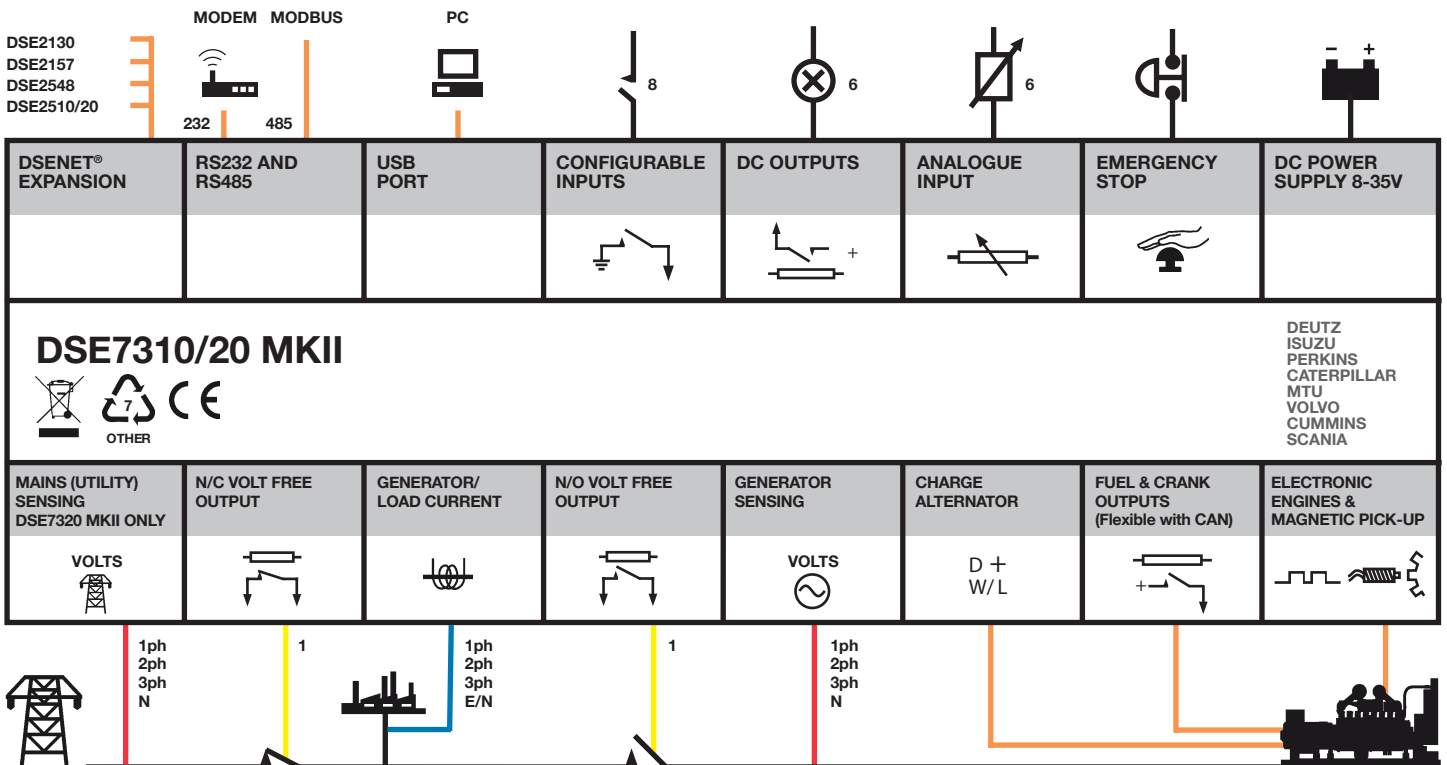 MODEM MODBUS PC
DSE2130
DSE2157
DSE2548
DSE2510/20
232 485
8
6
6
- +
DSENET® EXPANSION
RS232 AND RS485
USB PORT
CONFIGURABLE INPUTS
DC OUTPUTS
ANALOGUE INPUT
EMERGENCY STOP
DC POWER SUPPLY 8-35V
+
DSE7310/20 MKII
7
OTHER
CE
DEUTZ
ISUZU
PERKINS
CATERPILLAR
MTU
VOLVO
CUMMINS
SCANIA
MAINS (UTILITY)
SENSING
DSE7320 MKII ONLY
VOLTS
N/C VOLT FREE
OUTPUT
GENERATOR/
LOAD CURRENT
N/O VOLT FREE
OUTPUT
GENERATOR
SENSING
VOLTS
CHARGE
ALTERNATOR
D +
W/L
FUEL & CRANK
OUTPUTS
(Flexible with CAN)
+
ELECTRONIC
ENGINES &
MAGNETIC PICK-UP
1ph
2ph
3ph
N
1
1ph
2ph
3ph
E/N
1
1ph
2ph
3ph
N